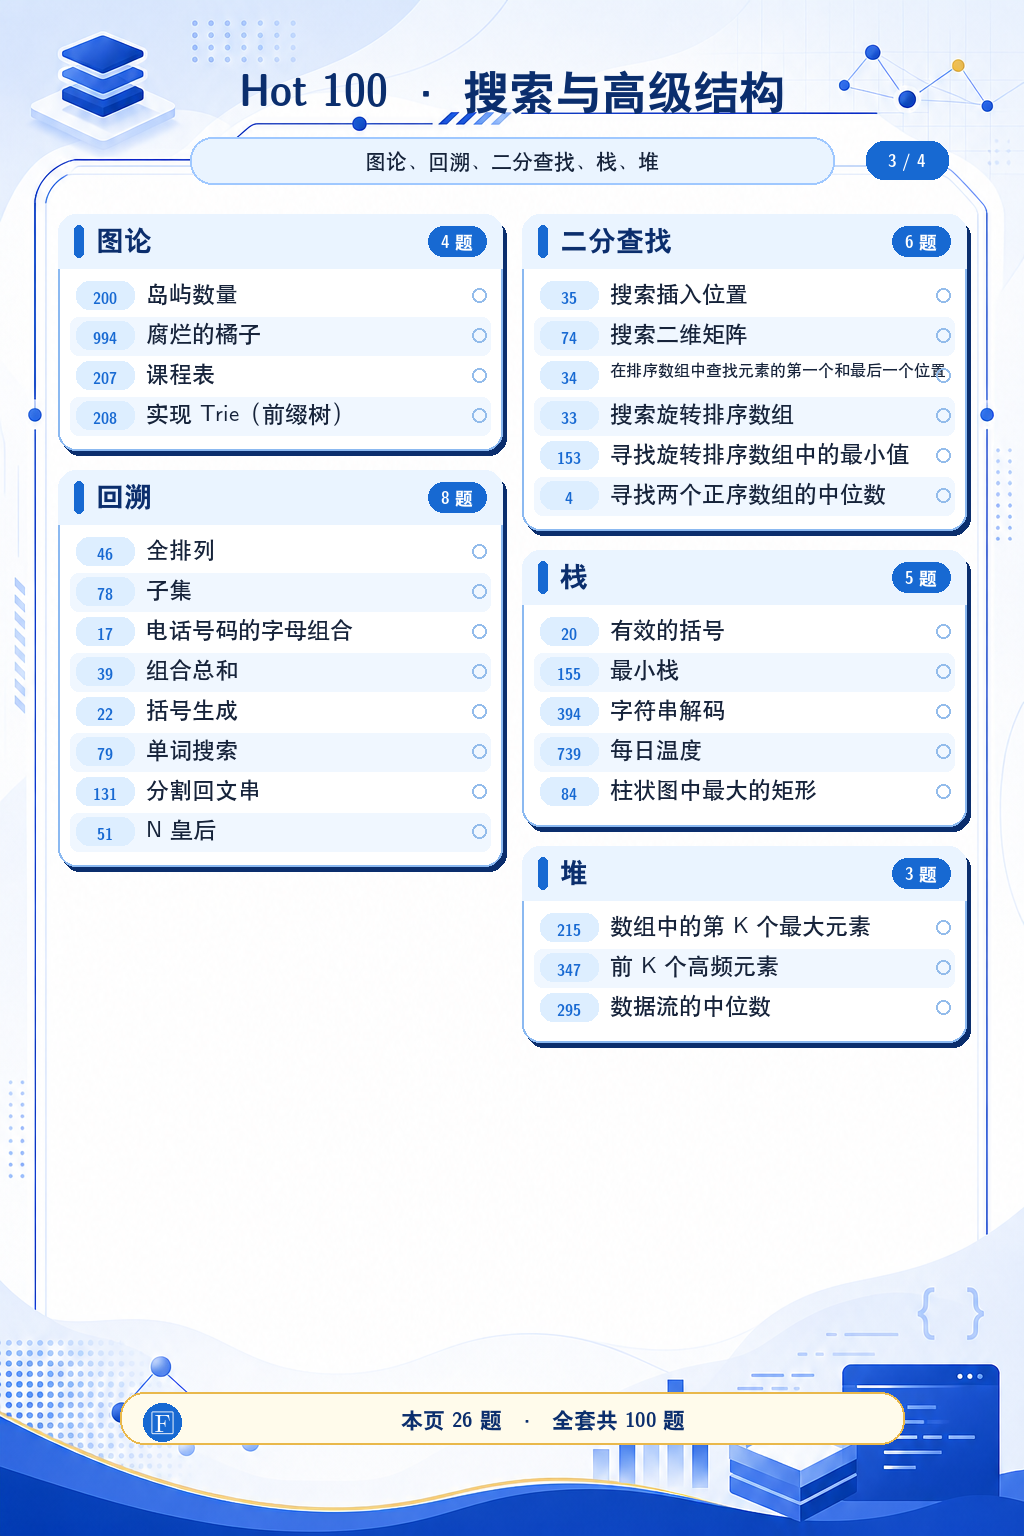 Hot 100 · 搜索与高级结构
图论、回溯、二分查找、栈、堆
3 / 4
图论
4 题
200 岛屿数量
994 腐烂的橘子
207 课程表
208 实现 Trie（前缀树）
回溯
8 题
46 全排列
78 子集
17 电话号码的字母组合
39 组合总和
22 括号生成
79 单词搜索
131 分割回文串
51 N 皇后
二分查找
6 题
35 搜索插入位置
74 搜索二维矩阵
34 在排序数组中查找元素的第一个和最后一个位置
33 搜索旋转排序数组
153 寻找旋转排序数组中的最小值
4 寻找两个正序数组的中位数
栈
5 题
20 有效的括号
155 最小栈
394 字符串解码
739 每日温度
84 柱状图中最大的矩形
堆
3 题
215 数组中的第 K 个最大元素
347 前 K 个高频元素
295 数据流的中位数
{ }
F
本页 26 题 · 全套共 100 题